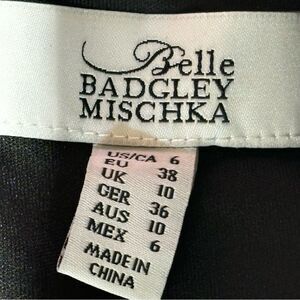 Belle
BADGLEY
MISCHKA
US/CA 6
EU 38
UK 10
GER 36
AUS 10
MEX 6
MADE IN
CHINA